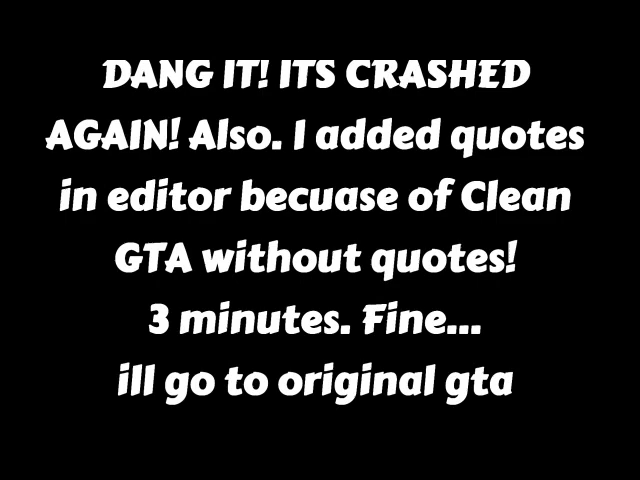 DANG IT! ITS CRASHED
AGAIN! Also. I added quotes
in editor becuase of Clean
GTA without quotes!
3 minutes. Fine...
ill go to original gta